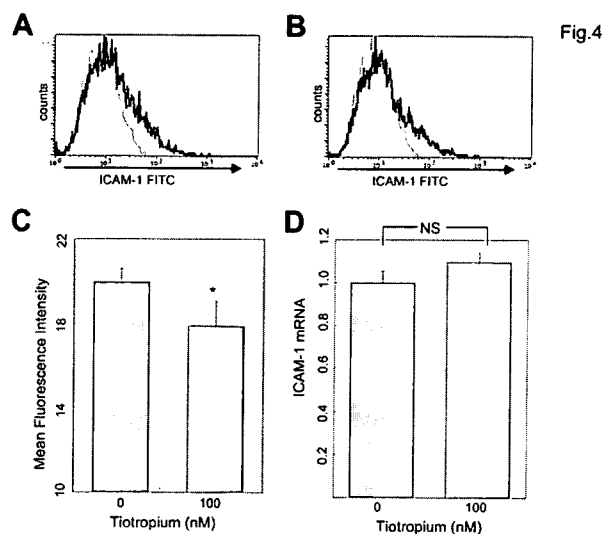 A
B
Fig.4
counts
ICAM-1 FITC
counts
ICAM-1 FITC
C
D
22
18
14
10
Mean Fluorescence Intensity
*
0
100
Tiotropium (nM)
NS
1.2
1.0
0.8
0.6
0.4
0.2
ICAM-1 mRNA
0
100
Tiotropium (nM)